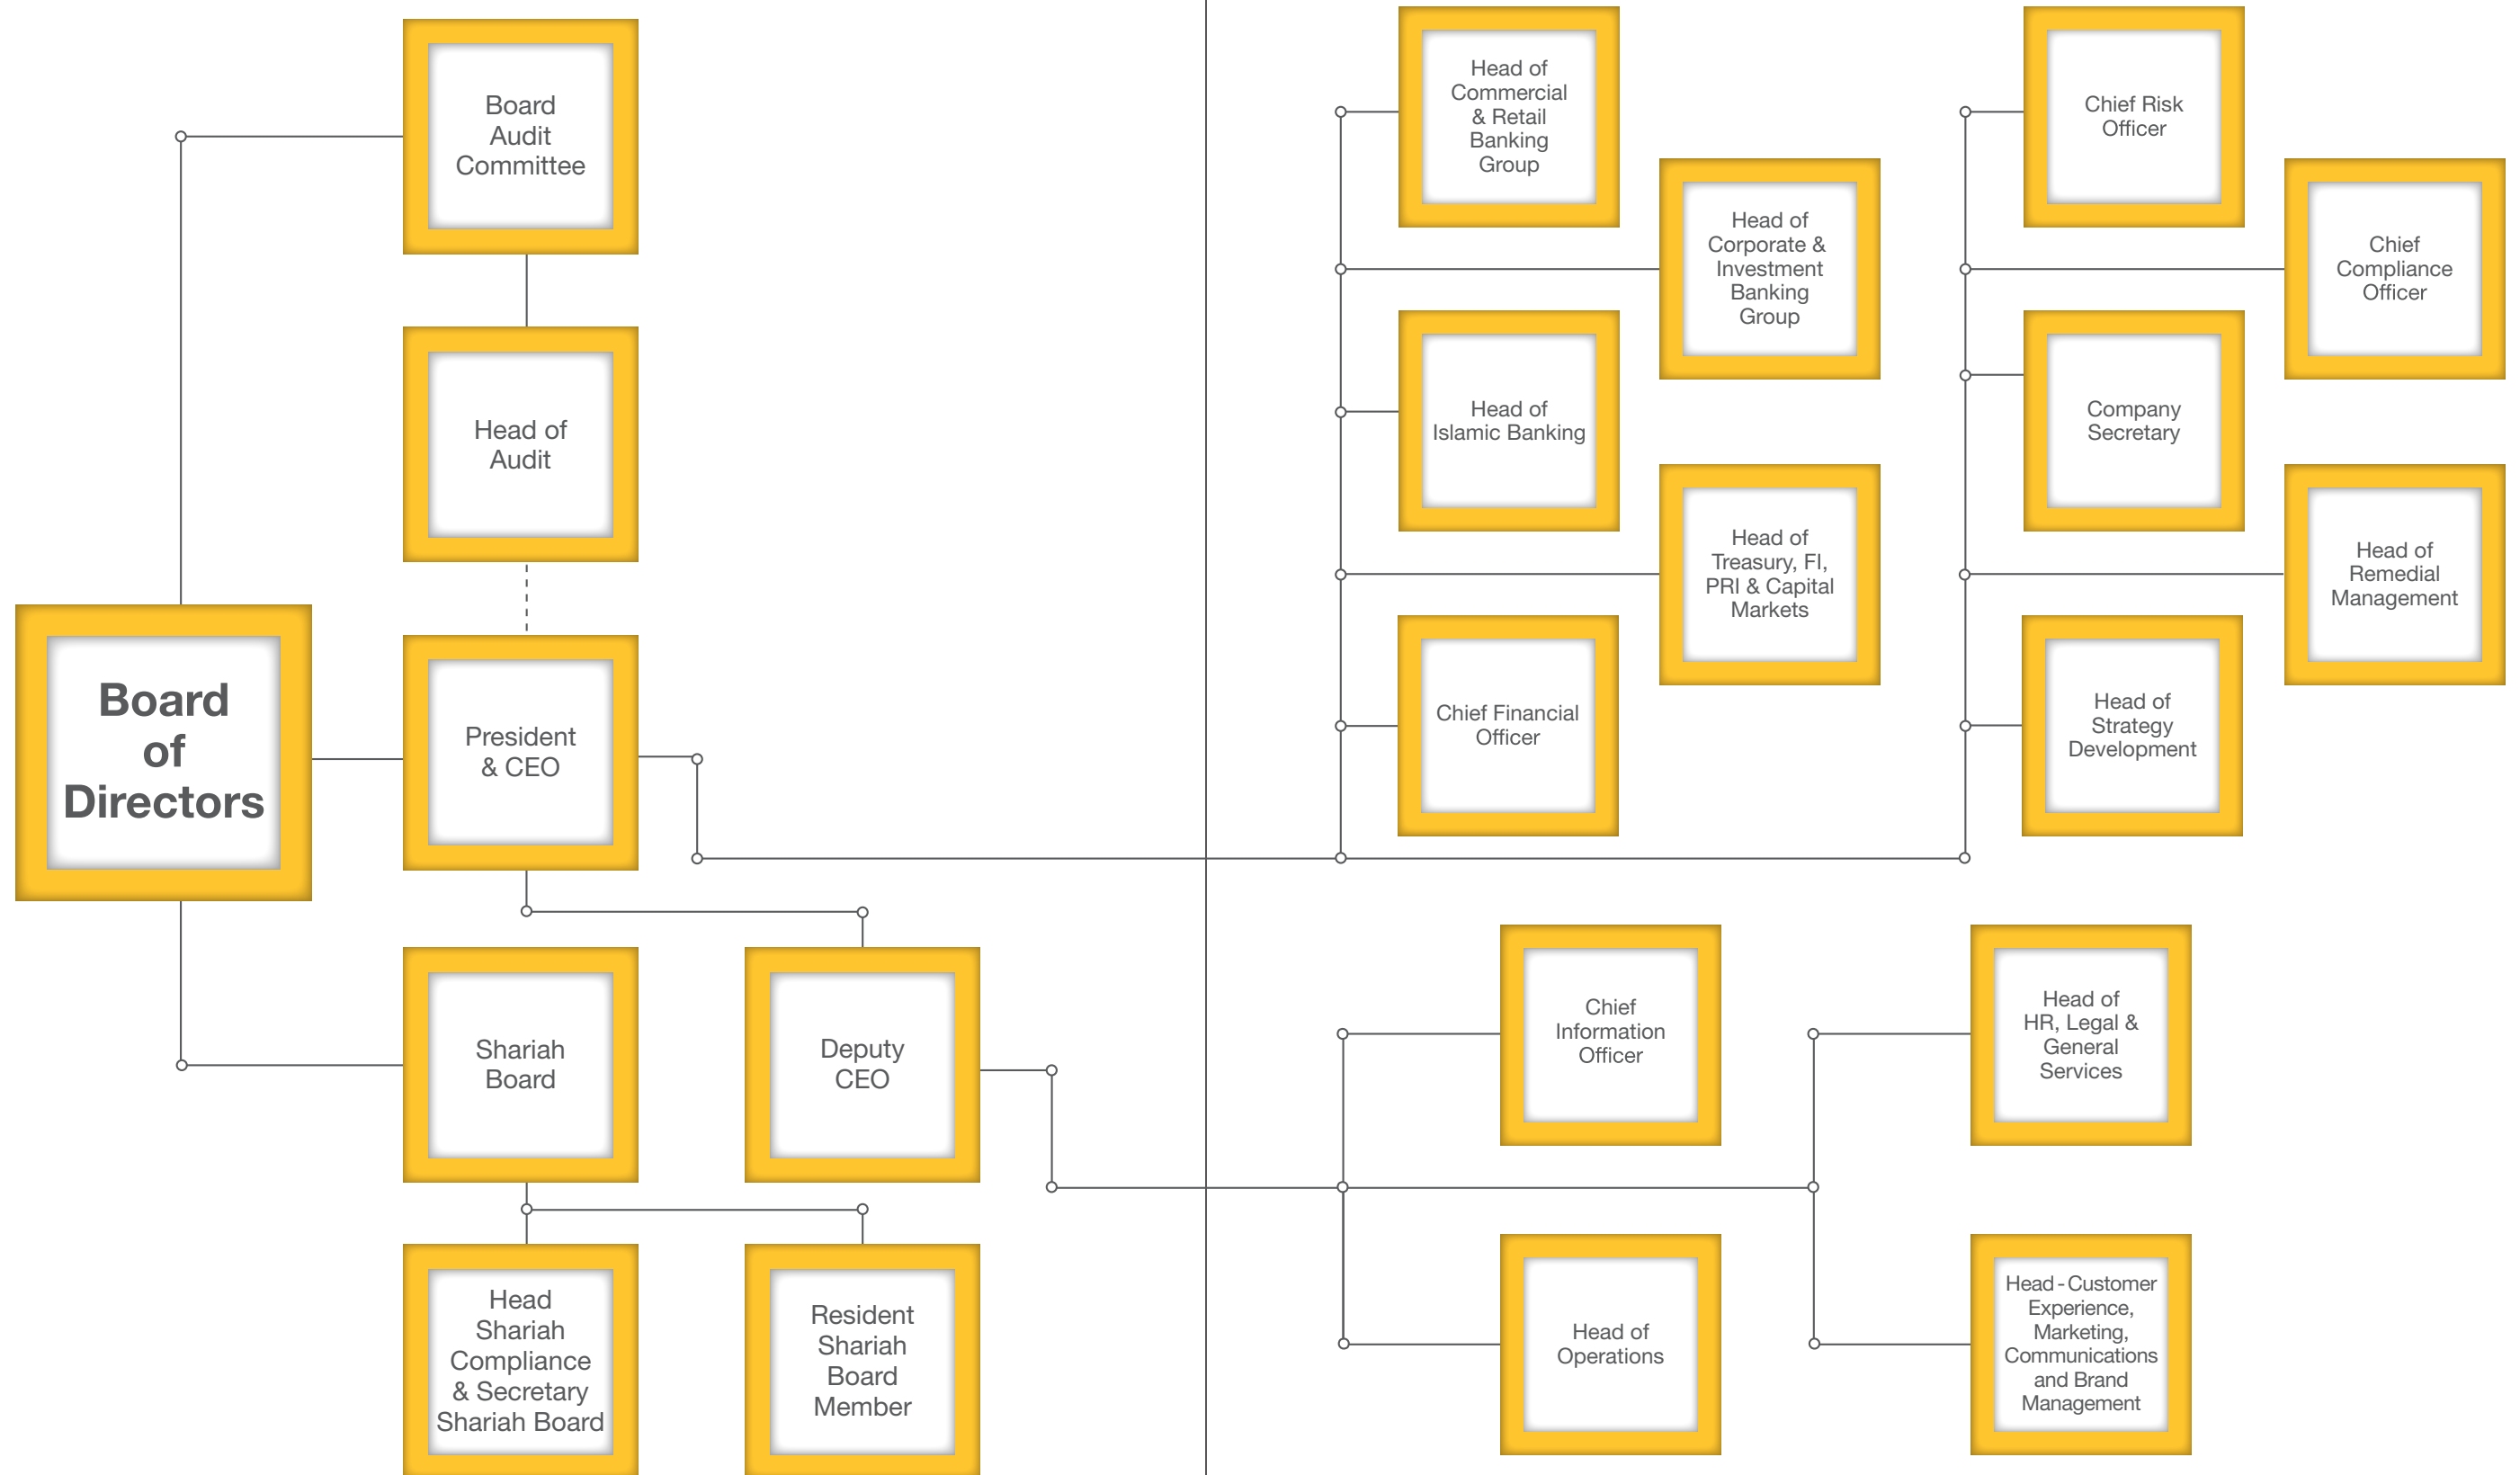 Board
Audit
Committee
Head of
Audit
Board
of
Directors
President
& CEO
Shariah
Board
Deputy
CEO
Head
Shariah
Compliance
& Secretary
Shariah Board
Resident
Shariah
Board
Member
Head of
Commercial
& Retail
Banking
Group
Head of
Corporate &
Investment
Banking
Group
Head of
Islamic Banking
Head of
Treasury, FI,
PRI & Capital
Markets
Chief Financial
Officer
Chief Risk
Officer
Chief
Compliance
Officer
Company
Secretary
Head of
Remedial
Management
Head of
Strategy
Development
Chief
Information
Officer
Head of
HR, Legal &
General
Services
Head of
Operations
Head - Customer
Experience,
Marketing,
Communications
and Brand
Management